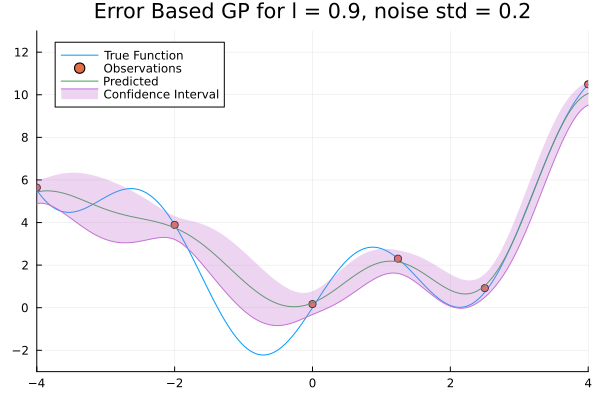 Error Based GP for l = 0.9, noise std = 0.2
True Function
Observations
Predicted
Confidence Interval
12
10
8
6
4
2
0
−2
−4
−2
0
2
4